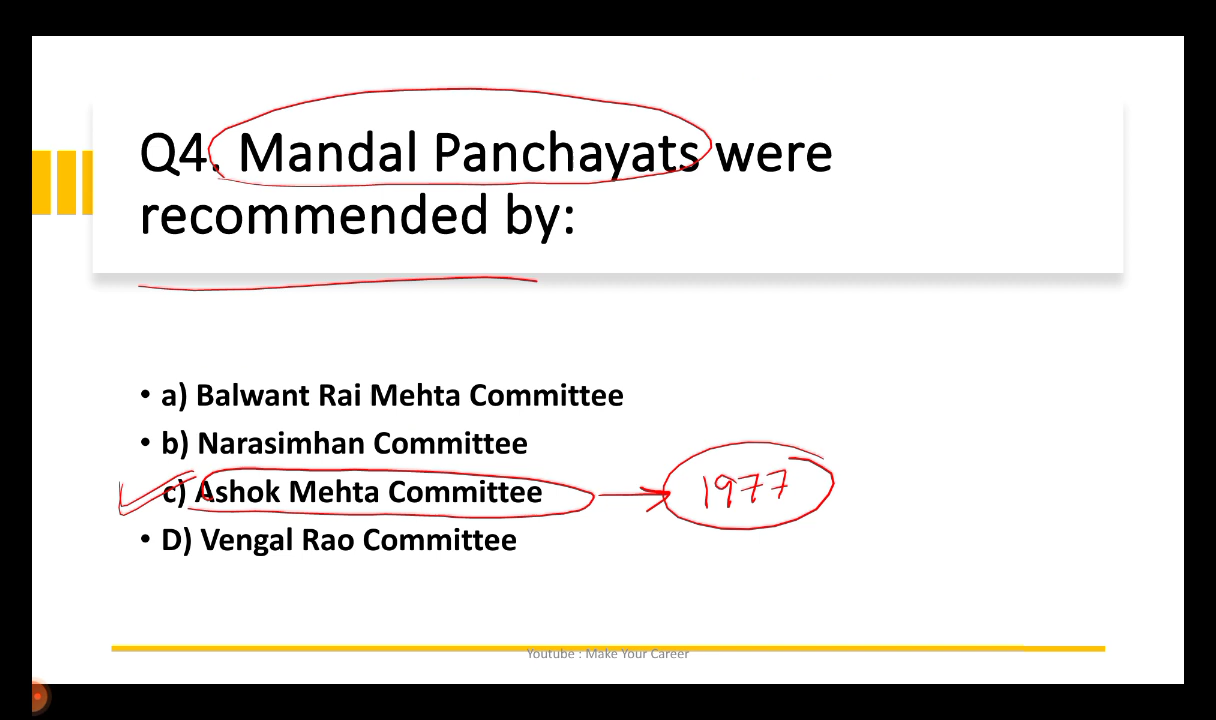 Q4. Mandal Panchayats were
recommended by:
• a) Balwant Rai Mehta Committee
• b) Narasimhan Committee
c) Ashok Mehta Committee 1977
• D) Vengal Rao Committee
Youtube : Make Your Career